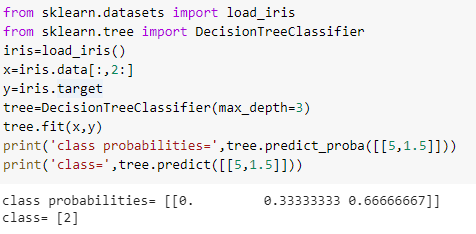 from sklearn.datasets import load_iris
from sklearn.tree import DecisionTreeClassifier
iris=load_iris()
x=iris.data[:,2:]
y=iris.target
tree=DecisionTreeClassifier(max_depth=3)
tree.fit(x,y)
print('class probabilities=',tree.predict_proba([[5,1.5]]))
print('class=',tree.predict([[5,1.5]]))
class probabilities= [[0.         0.33333333 0.66666667]]
class= [2]